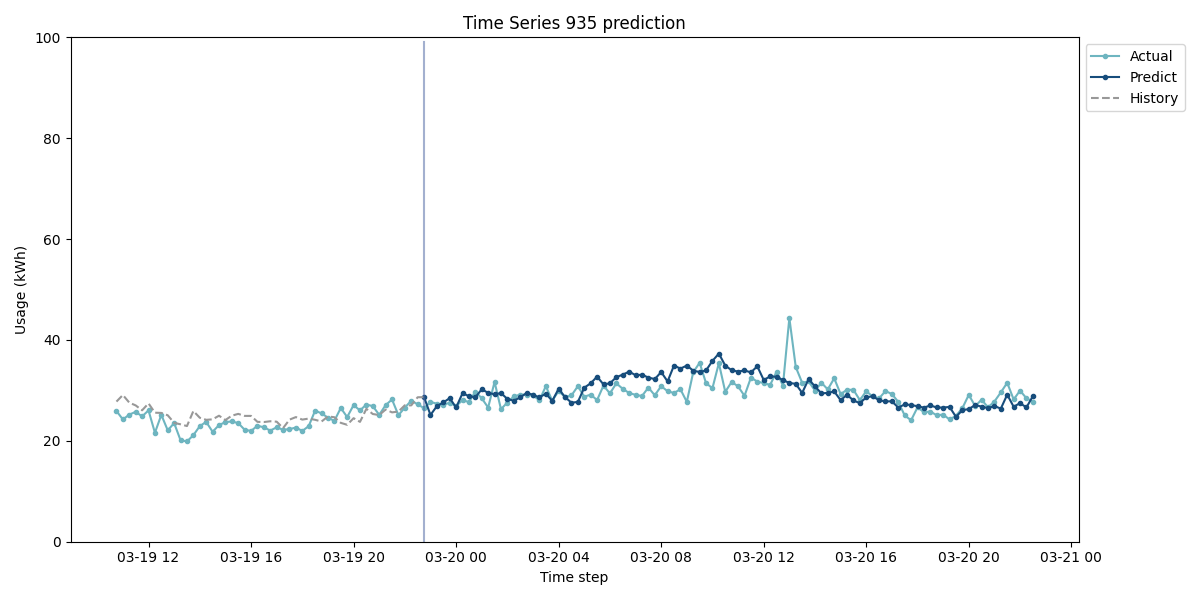 Time Series 935 prediction
100
80
60
40
20
0
Usage (kWh)
03-19 12
03-19 16
03-19 20
03-20 00
03-20 04
03-20 08
03-20 12
03-20 16
03-20 20
03-21 00
Time step
Actual
Predict
History